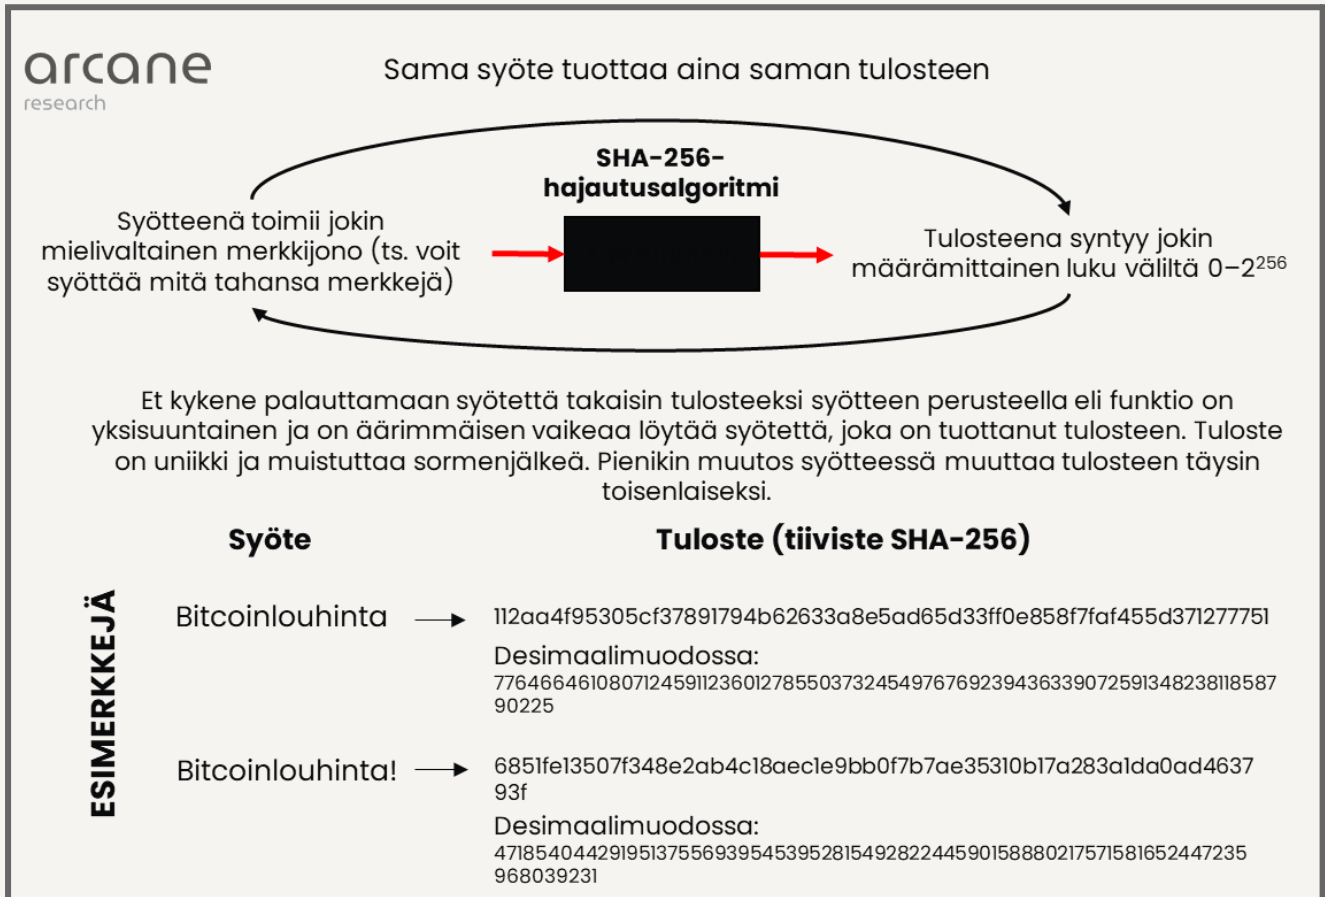 arcane
research
Sama syöte tuottaa aina saman tulosteen
SHA-256-
hajautusalgoritmi
Syötteenä toimii jokin
mielivaltainen merkkijono (ts. voit
syöttää mitä tahansa merkkejä)
Tulosteena syntyy jokin
määrämittainen luku väliltä 0–2²⁵⁶
Et kykene palauttamaan syötettä takaisin tulosteeksi syötteen perusteella eli funktio on
yksisuuntainen ja on äärimmäisen vaikeaa löytää syötettä, joka on tuottanut tulosteen. Tuloste
on uniikki ja muistuttaa sormenjälkeä. Pienikin muutos syötteessä muuttaa tulosteen täysin
toisenlaiseksi.
Syöte
Tuloste (tiiviste SHA-256)
ESIMERKKEJÄ
Bitcoinlouhinta
112aa4f95305cf37891794b62633a8e5ad65d33ff0e858f7faf455d371277751
Desimaalimuodossa:
77646646108071245911236012785503732454976769239436339072591348238118587
90225
Bitcoinlouhinta!
6851fe13507f348e2ab4c18aec1e9bb0f7b7ae35310b17a283a1da0ad4637
93f
Desimaalimuodossa:
471854044291951375569395453952815492822445901588802175715816524​47235
968039231